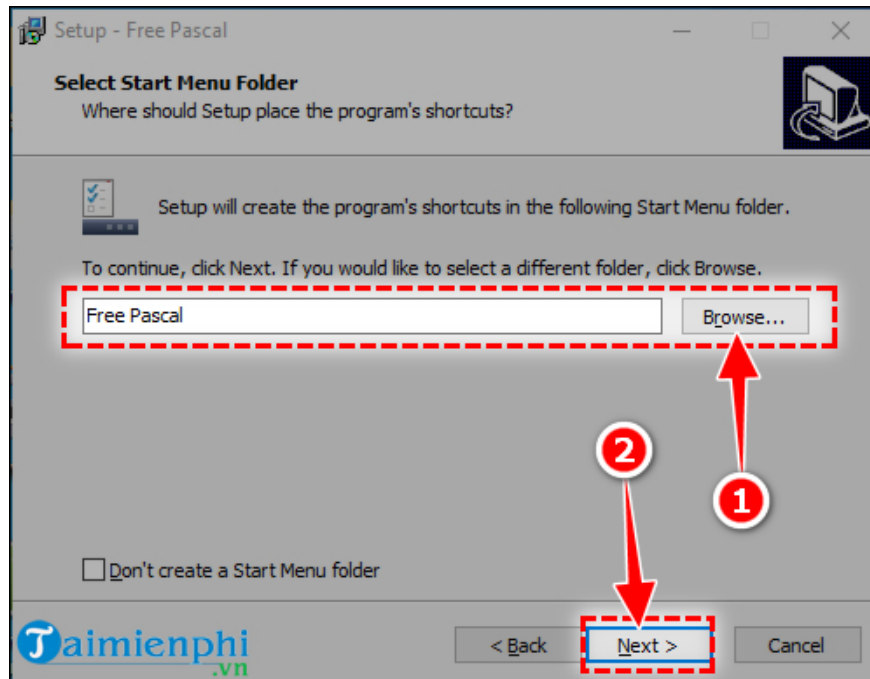 Setup - Free Pascal
Select Start Menu Folder
Where should Setup place the program's shortcuts?
Setup will create the program's shortcuts in the following Start Menu folder.
To continue, click Next. If you would like to select a different folder, click Browse.
Free Pascal
Browse...
2
1
Don't create a Start Menu folder
Taimienphi
.vn
< Back
Next >
Cancel